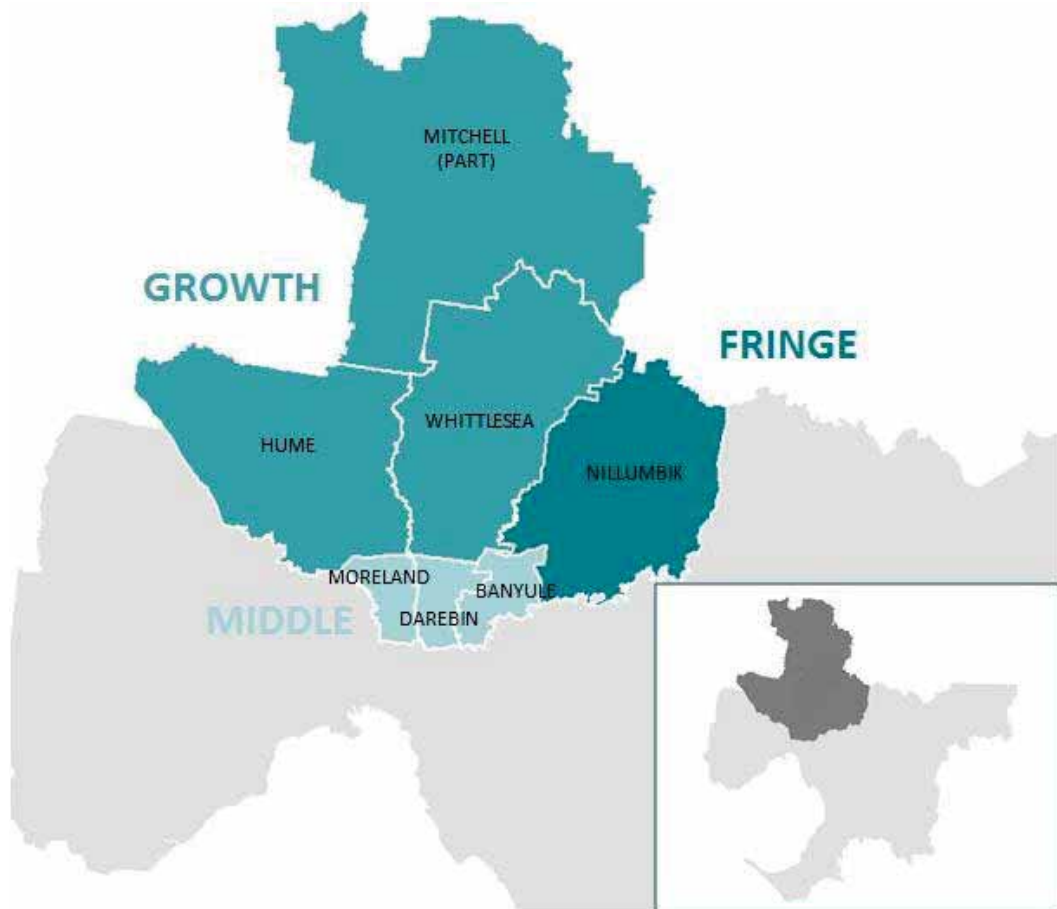 MITCHELL
(PART)
GROWTH
FRINGE
WHITTLESEA
HUME
NILLUMBIK
MORELAND
BANYULE
DAREBIN
MIDDLE